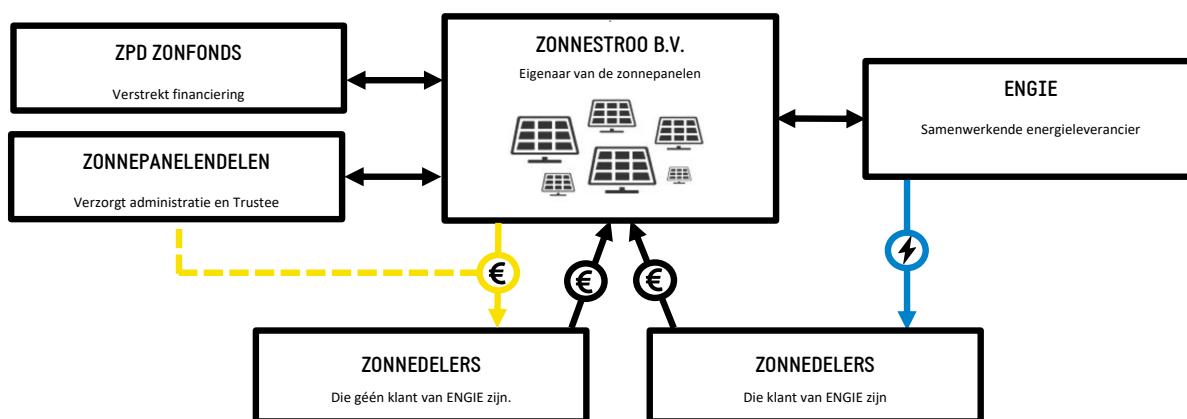 ZPD ZONFONDS
Verstrekt financiering
ZONNEPANELENDELEN
Verzorgt administratie en Trustee
ZONNESTROO B.V.
Eigenaar van de zonnepanelen
ENGIE
Samenwerkende energieleverancier
€
€
€
ZONNEDELERS
Die géén klant van ENGIE zijn.
ZONNEDELERS
Die klant van ENGIE zijn